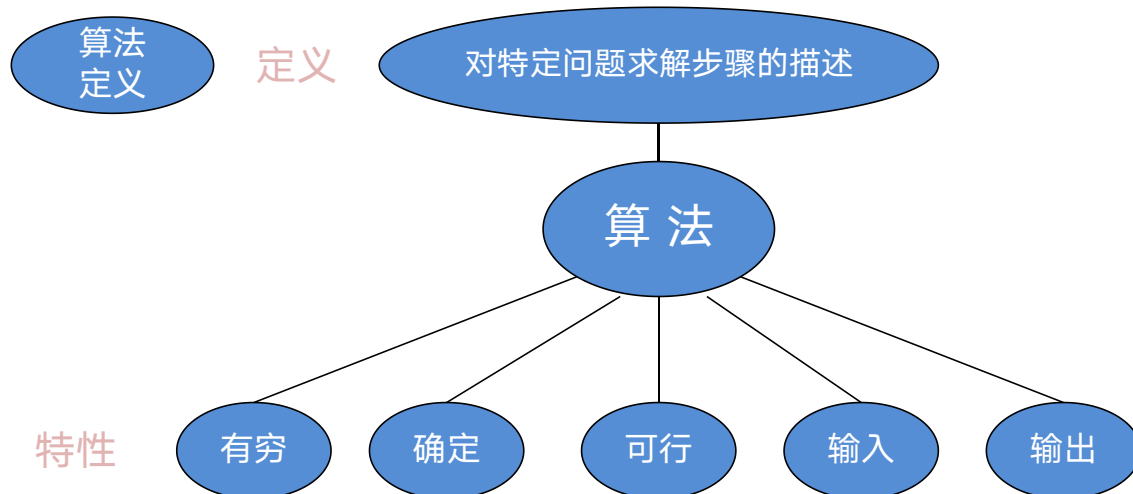 算法
定义
定义
对特定问题求解步骤的描述
算 法
特性
有穷
确定
可行
输入
输出